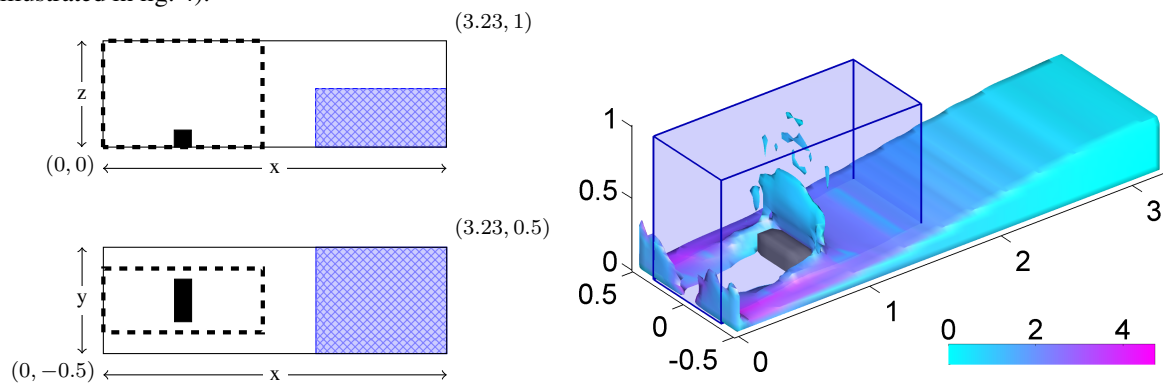 illustrated in fig. 4).
(3.23, 1)
z
(0, 0)
x
(3.23, 0.5)
y
(0, −0.5)
x
1
0.5
0
0.5
0
-0.5
0
1
2
3
0 2 4